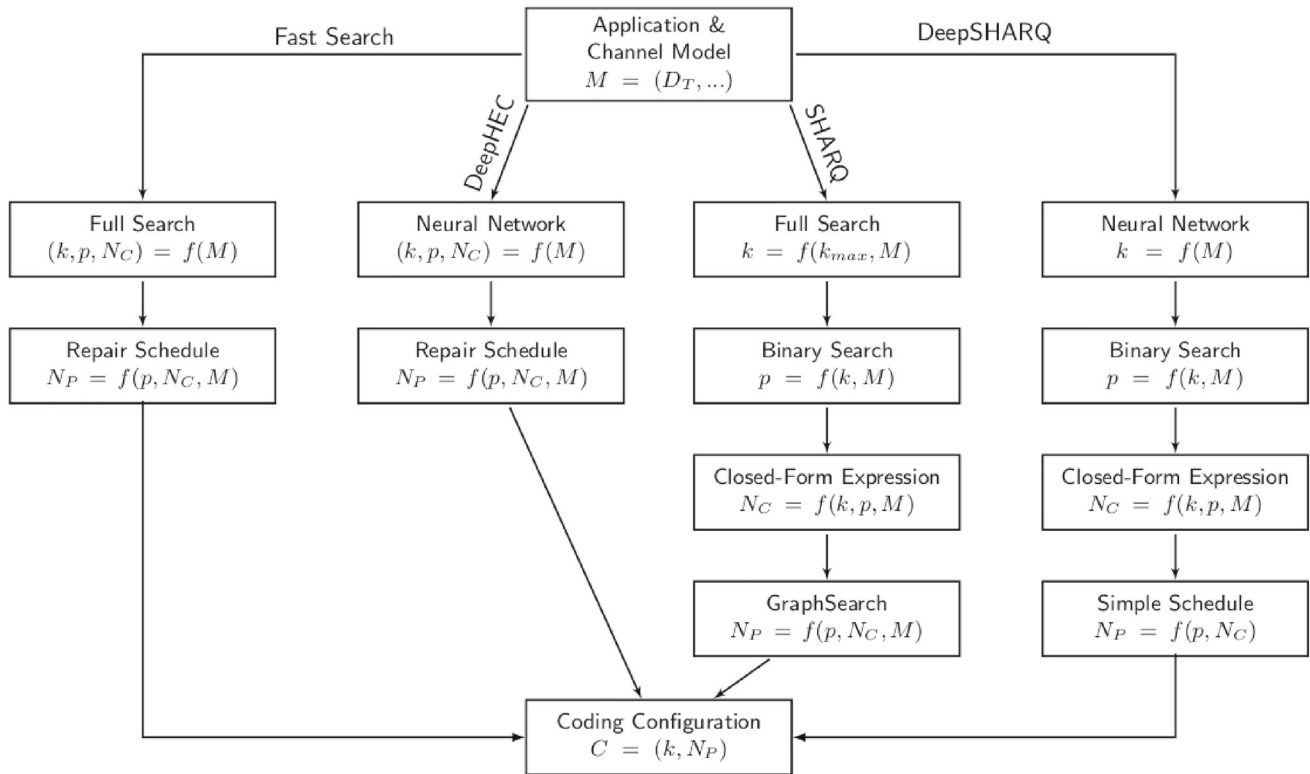 Application &
Channel Model
M = (D_T, ...)
Fast Search
DeepSHARQ
DeepHEC
SHARQ
Full Search
(k, p, N_C) = f(M)
Neural Network
(k, p, N_C) = f(M)
Full Search
k = f(k_{max}, M)
Neural Network
k = f(M)
Repair Schedule
N_P = f(p, N_C, M)
Repair Schedule
N_P = f(p, N_C, M)
Binary Search
p = f(k, M)
Binary Search
p = f(k, M)
Closed-Form Expression
N_C = f(k, p, M)
Closed-Form Expression
N_C = f(k, p, M)
GraphSearch
N_P = f(p, N_C, M)
Simple Schedule
N_P = f(p, N_C)
Coding Configuration
C = (k, N_P)